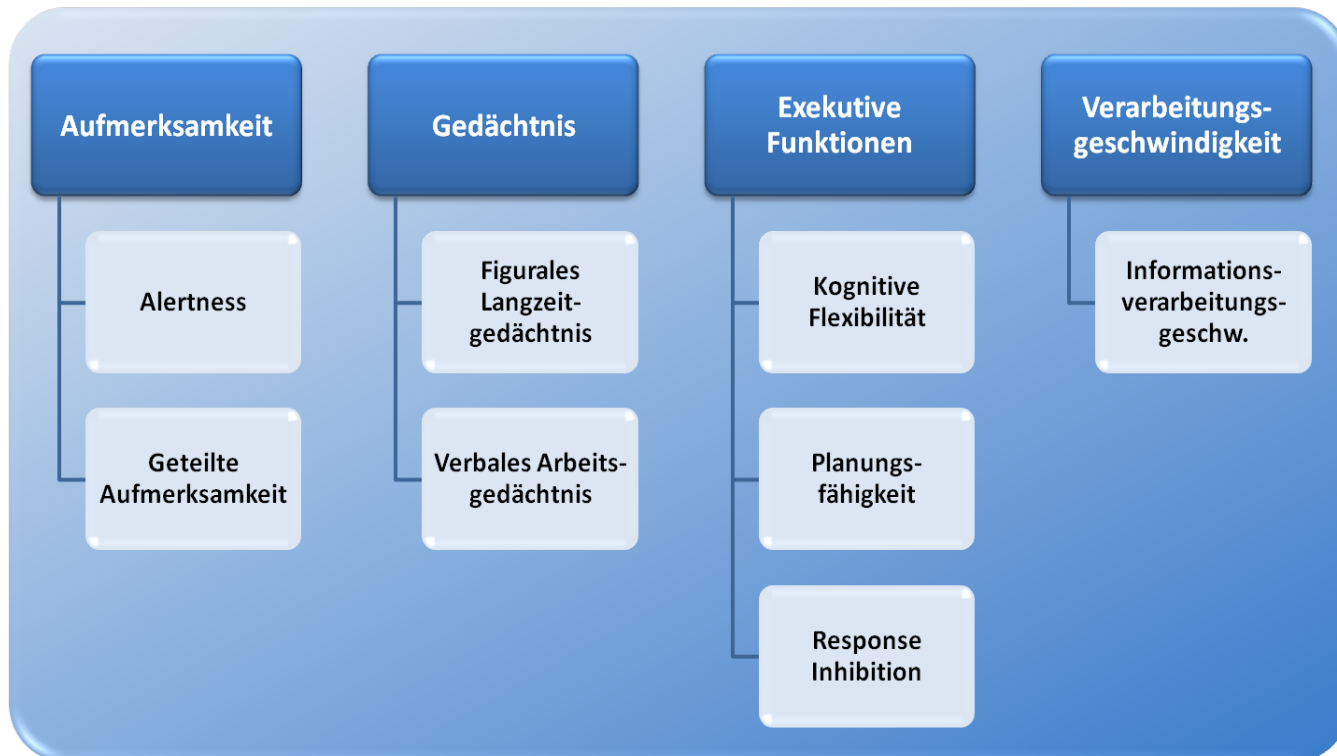 Aufmerksamkeit
Alertness
Geteilte
Aufmerksamkeit
Gedächtnis
Figurales
Langzeit-
gedächtnis
Verbales Arbeits-
gedächtnis
Exekutive
Funktionen
Kognitive
Flexibilität
Planungs-
fähigkeit
Response
Inhibition
Verarbeitungs-
geschwindigkeit
Informations-
verarbeitungs-
geschw.